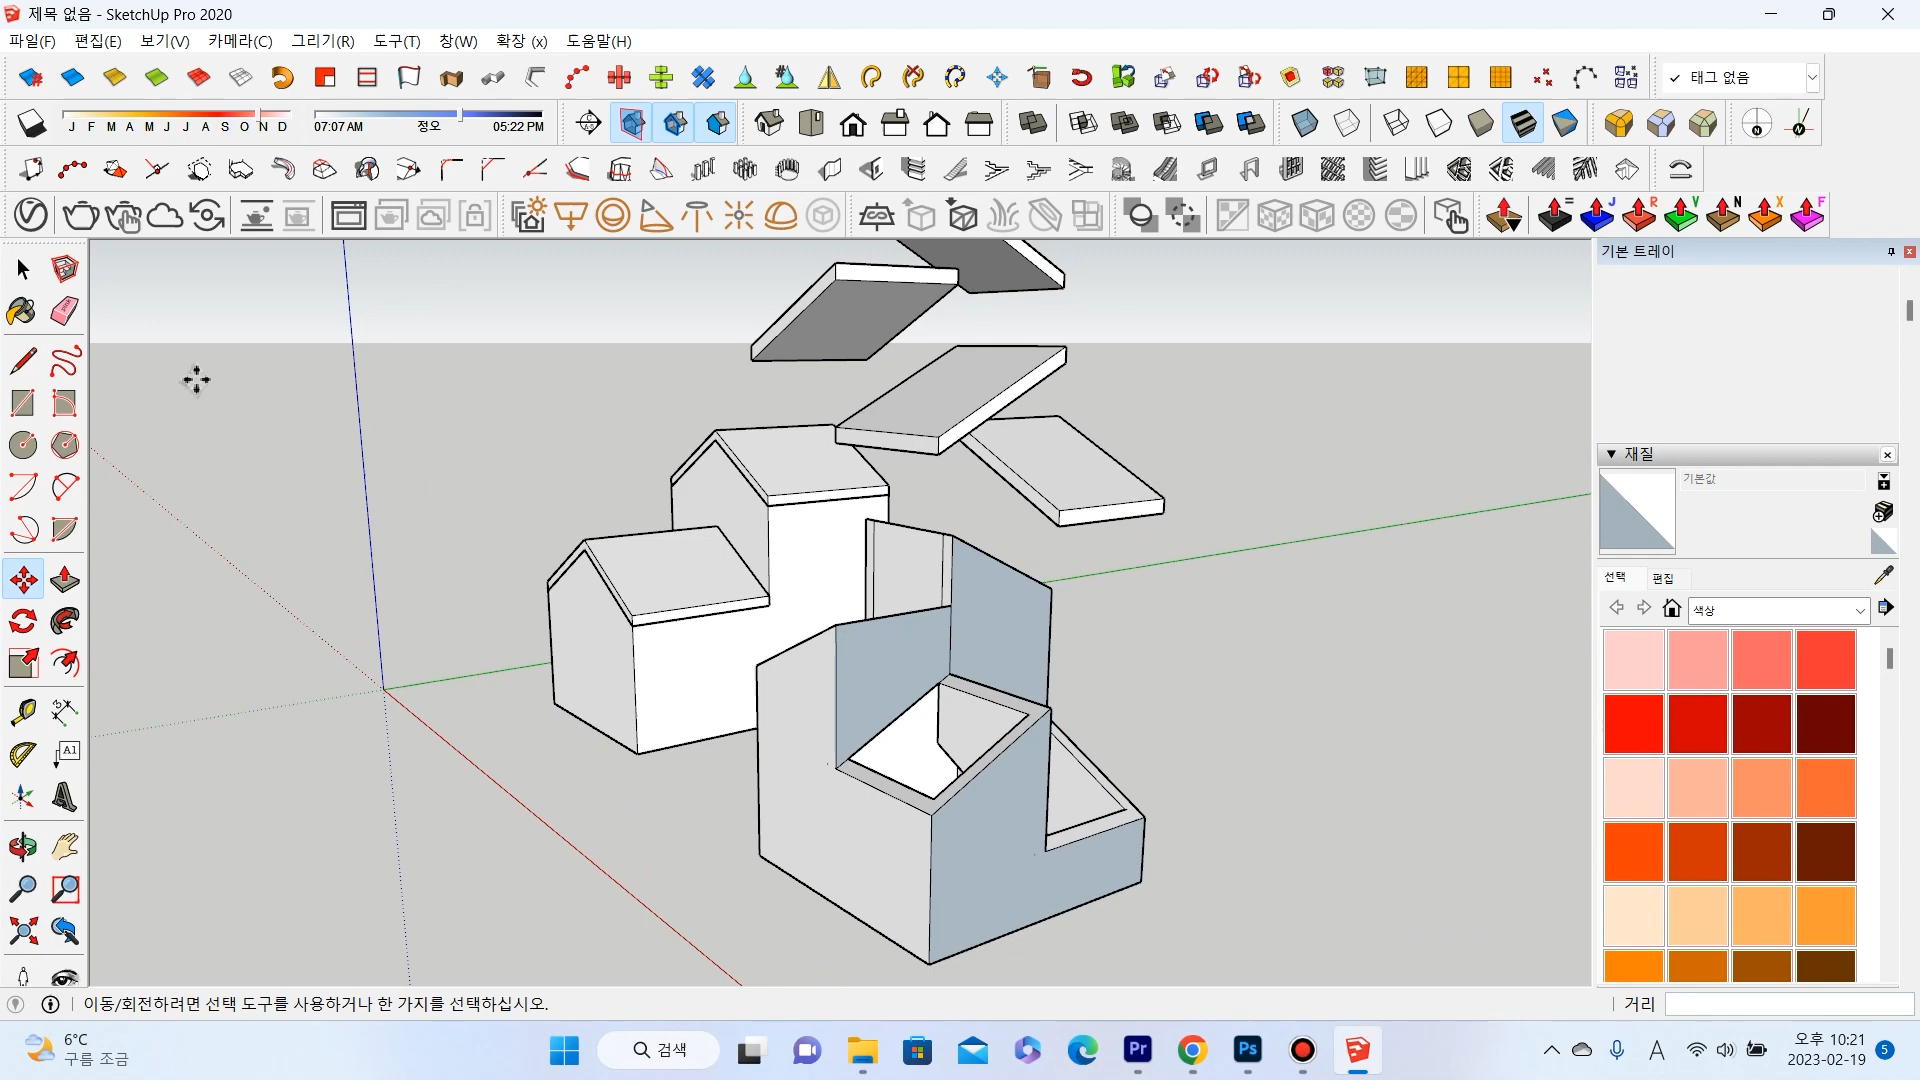 제목 없음 - SketchUp Pro 2020
파일(F) 편집(E) 보기(V) 카메라(C) 그리기(R) 도구(T) 창(W) 확장 (x) 도움말(H)
태그 없음
J F M A M J J A S O N D 07:07 AM 정오 05:22 PM
N N
= J R V N X F
기본 트레이
재질
기본값
선택 편집
색상
A1
이동/회전하려면 선택 도구를 사용하거나 한 가지를 선택하십시오.
거리
6°C
구름 조금
검색
Pr
Ps
A
오후 10:21
2023-02-19
5